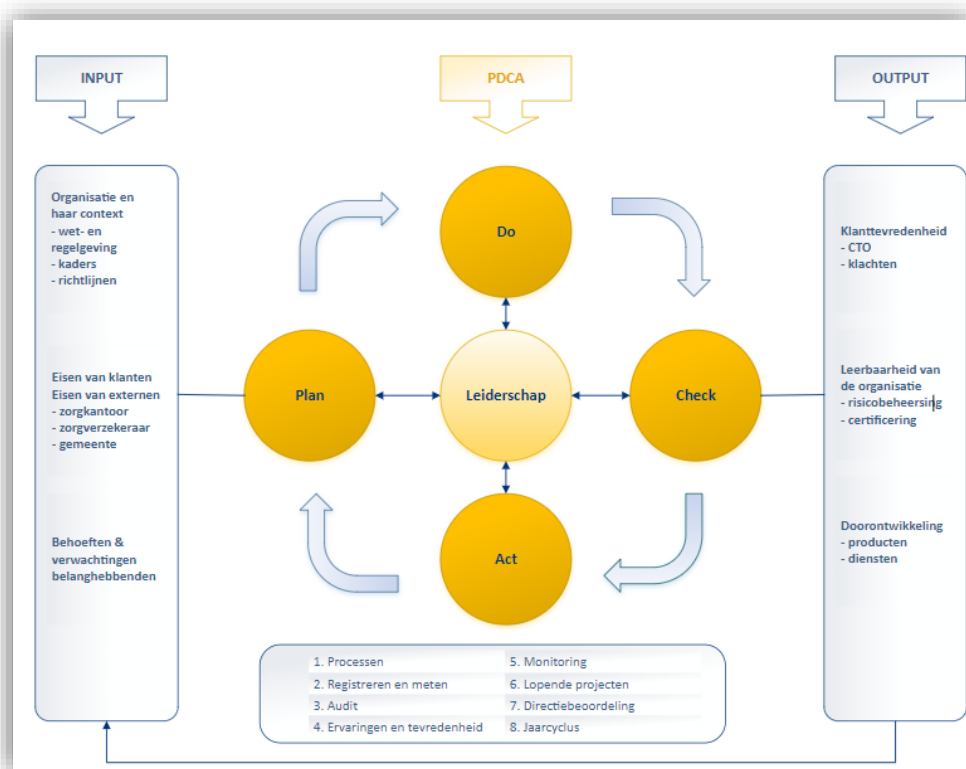 INPUT
PDCA
OUTPUT
Organisatie en
haar context
- wet- en
regelgeving
- kaders
- richtlijnen
Eisen van klanten
Eisen van externen
- zorgkantoor
- zorgverzekeraar
- gemeente
Behoeften &
verwachtingen
belanghebbenden
Do
Plan
Leiderschap
Check
Act
Klanttevredenheid
- CTO
- klachten
Leerbaarheid van
de organisatie
- risicobeheersing
- certificering
Doorontwikkeling
- producten
- diensten
1. Processen
2. Registreren en meten
3. Audit
4. Ervaringen en tevredenheid
5. Monitoring
6. Lopende projecten
7. Directiebeoordeling
8. Jaarcyclus